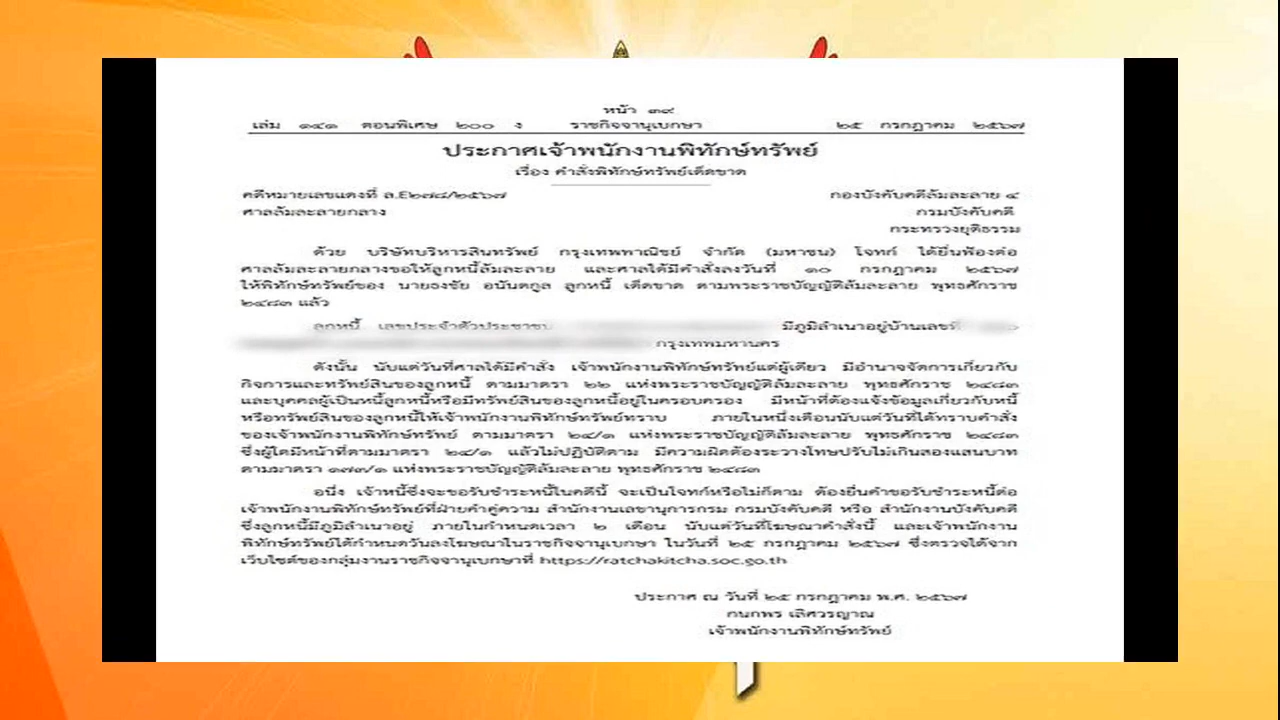 หน้า ๓๙
เล่ม ๑๔๑ ตอนพิเศษ ๒๐๐ ง ราชกิจจานุเบกษา ๒๕ กรกฎาคม ๒๕๖๗
ประกาศเจ้าพนักงานพิทักษ์ทรัพย์
เรื่อง คำสั่งพิทักษ์ทรัพย์เด็ดขาด
คดีหมายเลขแดงที่ ล.E๒๗๘/๒๕๖๗ กองบังคับคดีล้มละลาย ๔
ศาลล้มละลายกลาง กรมบังคับคดี
กระทรวงยุติธรรม
ด้วย บริษัทบริหารสินทรัพย์ กรุงเทพพาณิชย์ จำกัด (มหาชน) โจทก์ ได้ยื่นฟ้องต่อ
ศาลล้มละลายกลางขอให้ลูกหนี้ล้มละลาย และศาลได้มีคำสั่งลงวันที่ ๑๐ กรกฎาคม ๒๕๖๗
ให้พิทักษ์ทรัพย์ของ นายธงชัย อนันตกูล ลูกหนี้ เด็ดขาด ตามพระราชบัญญัติล้มละลาย พุทธศักราช
๒๔๘๓ แล้ว
ลูกหนี้ เลขประจำตัวประชาชน มีภูมิลำเนาอยู่บ้านเลขที่
กรุงเทพมหานคร
ดังนั้น นับแต่วันที่ศาลได้มีคำสั่ง เจ้าพนักงานพิทักษ์ทรัพย์แต่ผู้เดียว มีอำนาจจัดการเกี่ยวกับ
กิจการและทรัพย์สินของลูกหนี้ ตามมาตรา ๒๒ แห่งพระราชบัญญัติล้มละลาย พุทธศักราช ๒๔๘๓
และบุคคลผู้เป็นหนี้ลูกหนี้หรือมีทรัพย์สินของลูกหนี้อยู่ในครอบครอง มีหน้าที่ต้องแจ้งข้อมูลเกี่ยวกับหนี้
หรือทรัพย์สินของลูกหนี้ให้เจ้าพนักงานพิทักษ์ทรัพย์ทราบ ภายในหนึ่งเดือนนับแต่วันที่ได้ทราบคำสั่ง
ของเจ้าพนักงานพิทักษ์ทรัพย์ ตามมาตรา ๒๔/๑ แห่งพระราชบัญญัติล้มละลาย พุทธศักราช ๒๔๘๓
ซึ่งผู้ใดมีหน้าที่ตามมาตรา ๒๔/๑ แล้วไม่ปฏิบัติตาม มีความผิดต้องระวางโทษปรับไม่เกินสองแสนบาท
ตามมาตรา ๑๗๓/๑ แห่งพระราชบัญญัติล้มละลาย พุทธศักราช ๒๔๘๓
อนึ่ง เจ้าหนี้ซึ่งจะขอรับชำระหนี้ในคดีนี้ จะเป็นโจทก์หรือไม่ก็ตาม ต้องยื่นคำขอรับชำระหนี้ต่อ
เจ้าพนักงานพิทักษ์ทรัพย์ที่ฝ่ายคำคู่ความ สำนักงานเลขานุการกรม กรมบังคับคดี หรือ สำนักงานบังคับคดี
ซึ่งลูกหนี้มีภูมิลำเนาอยู่ ภายในกำหนดเวลา ๒ เดือน นับแต่วันที่โฆษณาคำสั่งนี้ และเจ้าพนักงาน
พิทักษ์ทรัพย์ได้กำหนดวันลงโฆษณาในราชกิจจานุเบกษา ในวันที่ ๒๕ กรกฎาคม ๒๕๖๗ ซึ่งตรวจได้จาก
เว็บไซต์ของกลุ่มงานราชกิจจานุเบกษาที่ https://ratchakitcha.soc.go.th
ประกาศ ณ วันที่ ๒๕ กรกฎาคม พ.ศ. ๒๕๖๗
กนกพร เลิศวรญาณ
เจ้าพนักงานพิทักษ์ทรัพย์